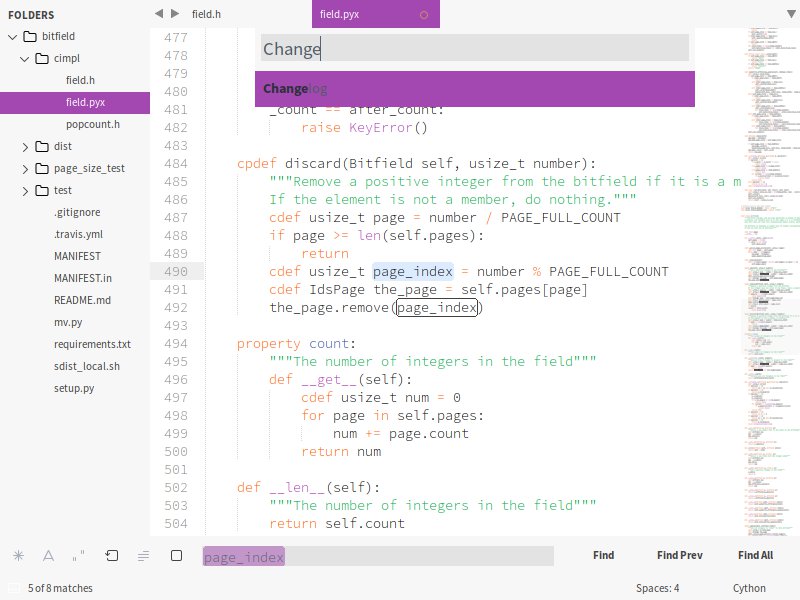 FOLDERS
bitfield
cimpl
field.h
field.pyx
popcount.h
dist
page_size_test
test
.gitignore
.travis.yml
MANIFEST
MANIFEST.in
README.md
mv.py
requirements.txt
sdist_local.sh
setup.py
field.h
field.pyx
Change
Changelog
477
478
479
480
481 _count == after_count:
482 raise KeyError()
483
484 cpdef discard(Bitfield self, usize_t number):
485 """Remove a positive integer from the bitfield if it is a m
486 If the element is not a member, do nothing."""
487 cdef usize_t page = number / PAGE_FULL_COUNT
488 if page >= len(self.pages):
489 return
490 cdef usize_t page_index = number % PAGE_FULL_COUNT
491 cdef IdsPage the_page = self.pages[page]
492 the_page.remove(page_index)
493
494 property count:
495 """The number of integers in the field"""
496 def __get__(self):
497 cdef usize_t num = 0
498 for page in self.pages:
499 num += page.count
500 return num
501
502 def __len__(self):
503 """The number of integers in the field"""
504 return self.count
page_index
Find
Find Prev
Find All
5 of 8 matches
Spaces: 4
Cython